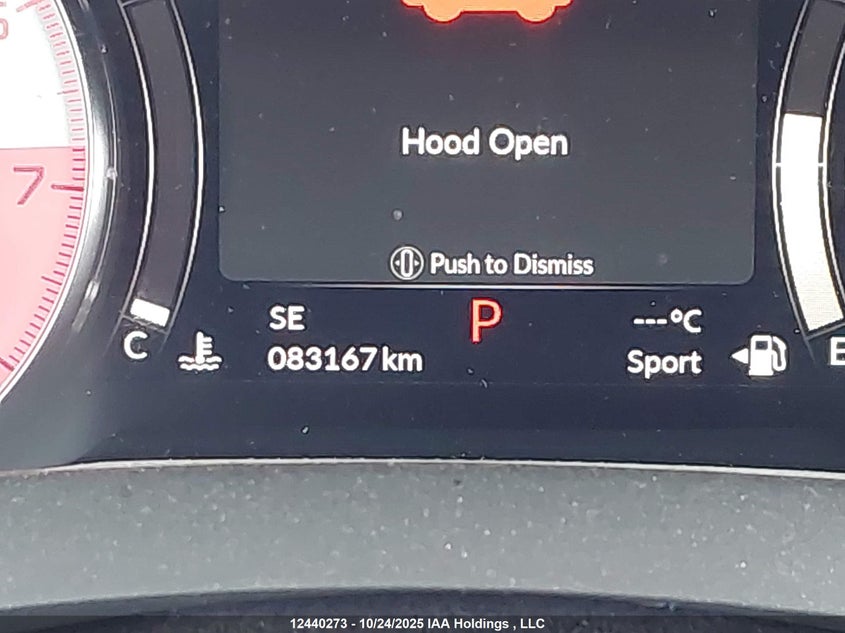 Hood Open
Push to Dismiss
7
SE
P
---°C
C
083167 km
Sport
E
12440273 - 10/24/2025 IAA Holdings , LLC